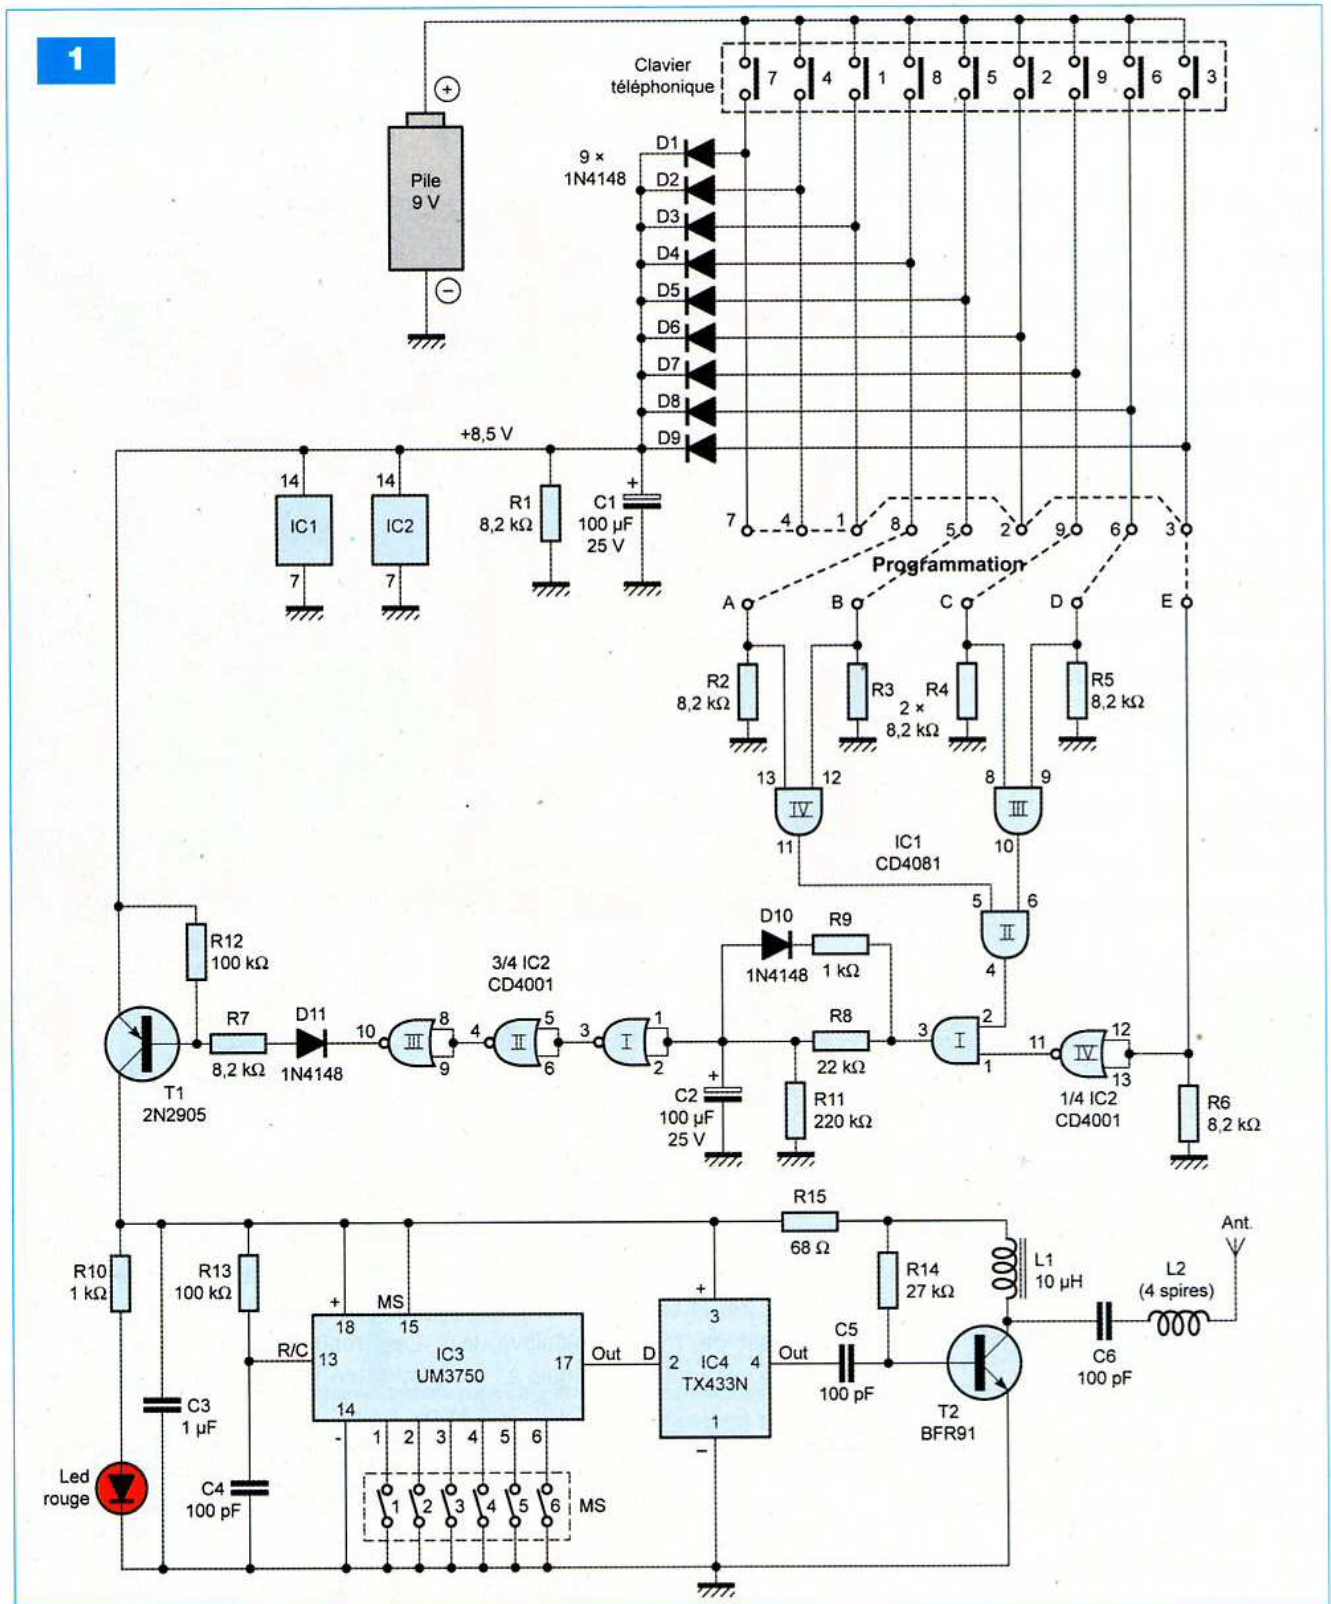 1
Clavier
téléphonique
7 4 1 8 5 2 9 6 3
+
Pile
9 V
−
9 ×
1N4148
D1
D2
D3
D4
D5
D6
D7
D8
D9
+8,5 V
14
IC1
7
14
IC2
7
R1
8,2 kΩ
+
C1
100 µF
25 V
7 4 1 8 5 2 9 6 3
Programmation
A B C D E
R2
8,2 kΩ
R3
R4
2 ×
8,2 kΩ
R5
8,2 kΩ
13 12
IV
11
8 9
III
10
IC1
CD4081
5 6
II
4
R12
100 kΩ
3/4 IC2
CD4001
D10
1N4148
R9
1 kΩ
T1
2N2905
R7
8,2 kΩ
D11
1N4148
10 III 8 9
4 II 5 6
3 I 1 2
+
C2
100 µF
25 V
R8
22 kΩ
R11
220 kΩ
3 I 2 1
11 IV 12 13
1/4 IC2
CD4001
R6
8,2 kΩ
R10
1 kΩ
R13
100 kΩ
R15
68 Ω
R14
27 kΩ
L1
10 µH
L2
(4 spires)
Ant.
+
18
MS
15
R/C
13
IC3
UM3750
17
Out
14
-
1 2 3 4 5 6
D
2
+
3
IC4
TX433N
4
Out
1
–
C5
100 pF
C6
100 pF
T2
BFR91
C3
1 µF
C4
100 pF
Led
rouge
1 2 3 4 5 6
MS